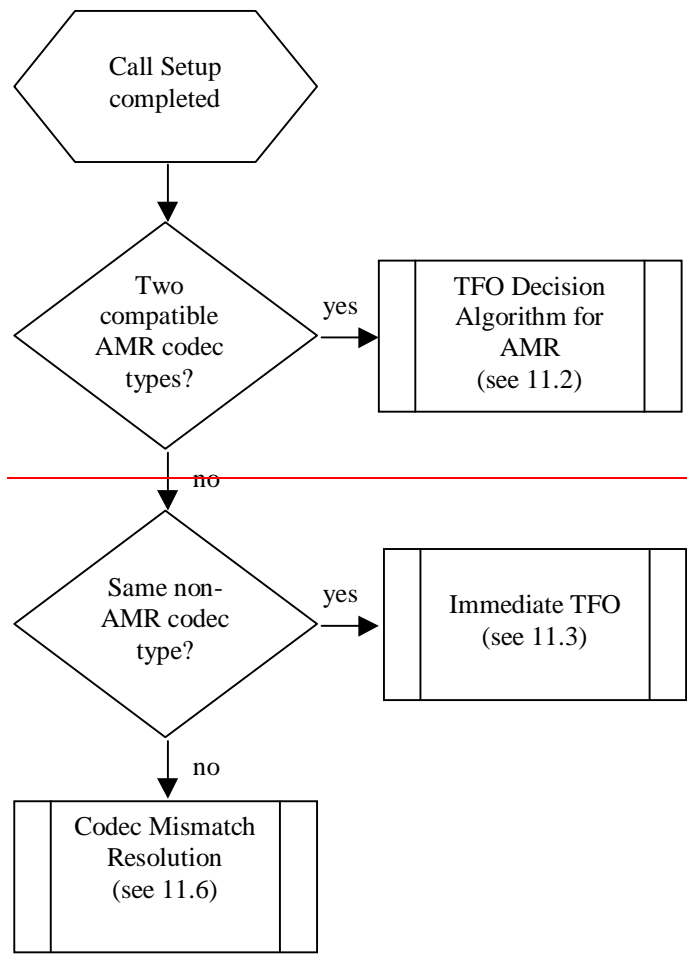 Call Setup
completed
Two
compatible
AMR codec
types?
yes
TFO Decision
Algorithm for
AMR
(see 11.2)
no
Same non-
AMR codec
type?
yes
Immediate TFO
(see 11.3)
no
Codec Mismatch
Resolution
(see 11.6)